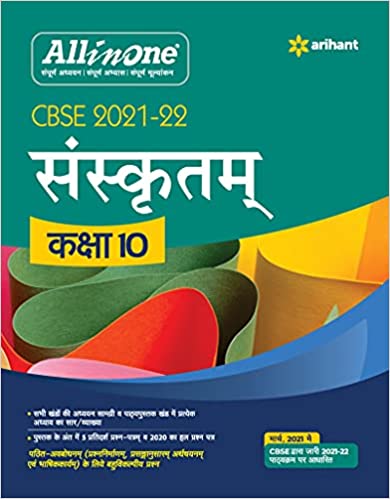 All in One
arihant
संपूर्ण अध्ययन | संपूर्ण अभ्यास | संपूर्ण मूल्यांकन
CBSE 2021-22
संस्कृतम्
कक्षा 10
• सभी खंडों की अध्ययन सामग्री व पाठ्यपुस्तक खंड में प्रत्येक
अध्याय का सार/व्याख्या
• पुस्तक के अंत में 5 प्रतिदर्श प्रश्न-पत्रम् व 2020 का हल प्रश्न पत्र
पठित-अवबोधनम् (प्रश्ननिर्माणम्, प्रसङ्गानुसारम् अर्थचयनम्
एवं भाषिककार्यम्) के लिये बहुविकल्पीय प्रश्न
मार्च, 2021 में
CBSE द्वारा जारी 2021-22
पाठ्यक्रम पर आधारित